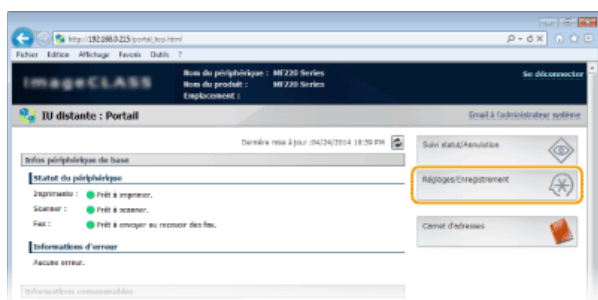 http://192.168.0.215/portal_top.html
Fichier Edition Affichage Favoris Outils ?
imageCLASS
Nom du périphérique : MF220 Series
Nom du produit : MF220 Series
Emplacement :
Se déconnecter
IU distante : Portail
Email à l'administrateur système
Dernière mise à jour :04/24/2014 18:39 PM
Infos périphérique de base
Statut du périphérique
Imprimante : Prêt à imprimer.
Scanner : Prêt à scanner.
Fax : Prêt à envoyer ou recevoir des fax.
Informations d'erreur
Aucune erreur.
Informations consommables
Suivi statut/Annulation
Réglages/Enregistrement
Carnet d'adresses